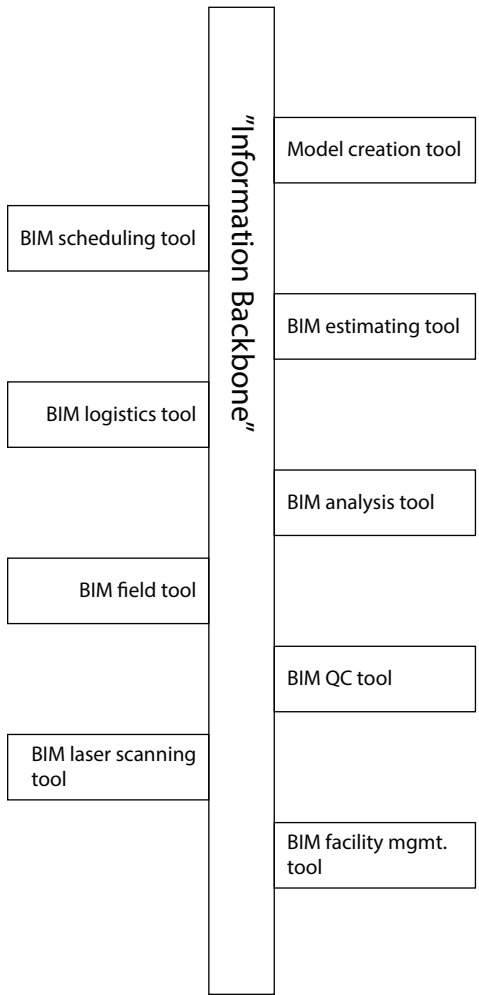 ”Information Backbone”
Model creation tool
BIM scheduling tool
BIM estimating tool
BIM logistics tool
BIM analysis tool
BIM field tool
BIM QC tool
BIM laser scanning
tool
BIM facility mgmt.
tool